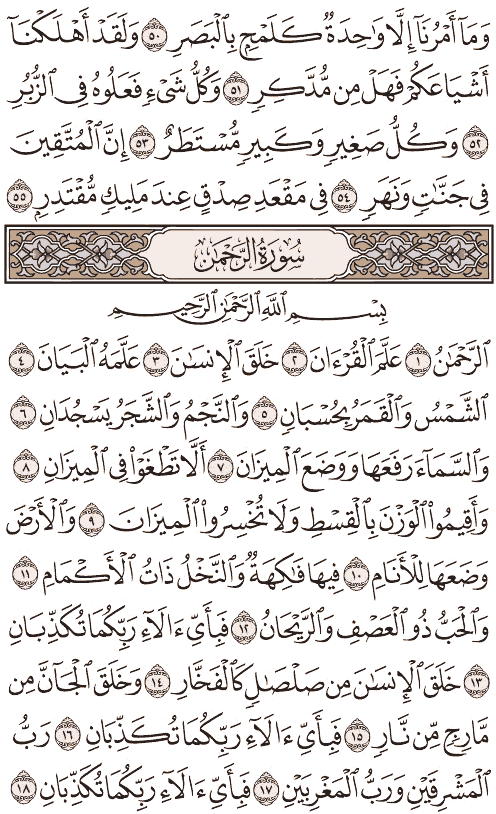 وَمَآ أَمْرُنَآ إِلَّا وَٰحِدَةٌ كَلَمْحٍۭ بِٱلْبَصَرِ ٥٠ وَلَقَدْ أَهْلَكْنَآ
أَشْيَاعَكُمْ فَهَلْ مِن مُّدَّكِرٍ ٥١ وَكُلُّ شَىْءٍ فَعَلُوهُ فِى ٱلزُّبُرِ
٥٢ وَكُلُّ صَغِيرٍ وَكَبِيرٍ مُّسْتَطَرٌ ٥٣ إِنَّ ٱلْمُتَّقِينَ
فِى جَنَّٰتٍ وَنَهَرٍ ٥٤ فِى مَقْعَدِ صِدْقٍ عِندَ مَلِيكٍ مُّقْتَدِرٍۭ ٥٥
سُورَةُ الرَّحْمَٰن
بِسْمِ ٱللَّهِ ٱلرَّحْمَٰنِ ٱلرَّحِيمِ
ٱلرَّحْمَٰنُ ١ عَلَّمَ ٱلْقُرْءَانَ ٢ خَلَقَ ٱلْإِنسَٰنَ ٣ عَلَّمَهُ ٱلْبَيَانَ ٤
ٱلشَّمْسُ وَٱلْقَمَرُ بِحُسْبَانٍ ٥ وَٱلنَّجْمُ وَٱلشَّجَرُ يَسْجُدَانِ ٦
وَٱلسَّمَآءَ رَفَعَهَا وَوَضَعَ ٱلْمِيزَانَ ٧ أَلَّا تَطْغَوْا۟ فِى ٱلْمِيزَانِ ٨
وَأَقِيمُوا۟ ٱلْوَزْنَ بِٱلْقِسْطِ وَلَا تُخْسِرُوا۟ ٱلْمِيزَانَ ٩ وَٱلْأَرْضَ
وَضَعَهَا لِلْأَنَامِ ١٠ فِيهَا فَٰكِهَةٌ وَٱلنَّخْلُ ذَاتُ ٱلْأَكْمَامِ ١١
وَٱلْحَبُّ ذُو ٱلْعَصْفِ وَٱلرَّيْحَانُ ١٢ فَبِأَىِّ ءَالَآءِ رَبِّكُمَا تُكَذِّبَانِ
١٣ خَلَقَ ٱلْإِنسَٰنَ مِن صَلْصَٰلٍ كَٱلْفَخَّارِ ١٤ وَخَلَقَ ٱلْجَآنَّ مِن
مَّارِجٍ مِّن نَّارٍ ١٥ فَبِأَىِّ ءَالَآءِ رَبِّكُمَا تُكَذِّبَانِ ١٦ رَبُّ
ٱلْمَشْرِقَيْنِ وَرَبُّ ٱلْمَغْرِبَيْنِ ١٧ فَبِأَىِّ ءَالَآءِ رَبِّكُمَا تُكَذِّبَانِ ١٨